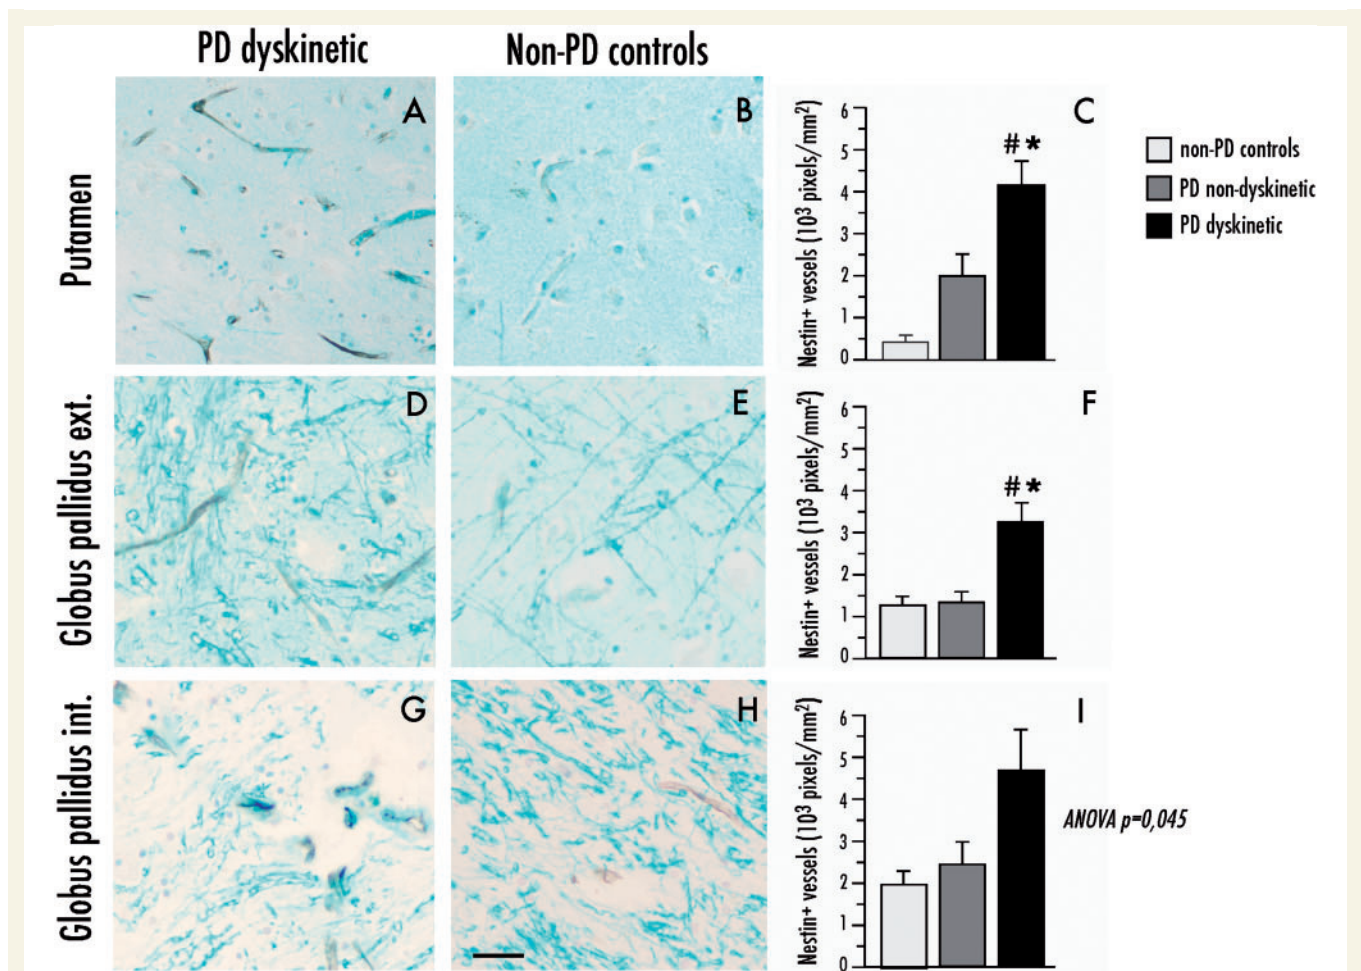 PD dyskinetic
Non-PD controls
Putamen
A
B
Nestin+ vessels (10³ pixels/mm²)
6
5
4
3
2
1
0
# *
C
non-PD controls
PD non-dyskinetic
PD dyskinetic
Globus pallidus ext.
D
E
Nestin+ vessels (10³ pixels/mm²)
6
5
4
3
2
1
0
# *
F
Globus pallidus int.
G
H
Nestin+ vessels (10³ pixels/mm²)
6
5
4
3
2
1
0
I
ANOVA p=0,045